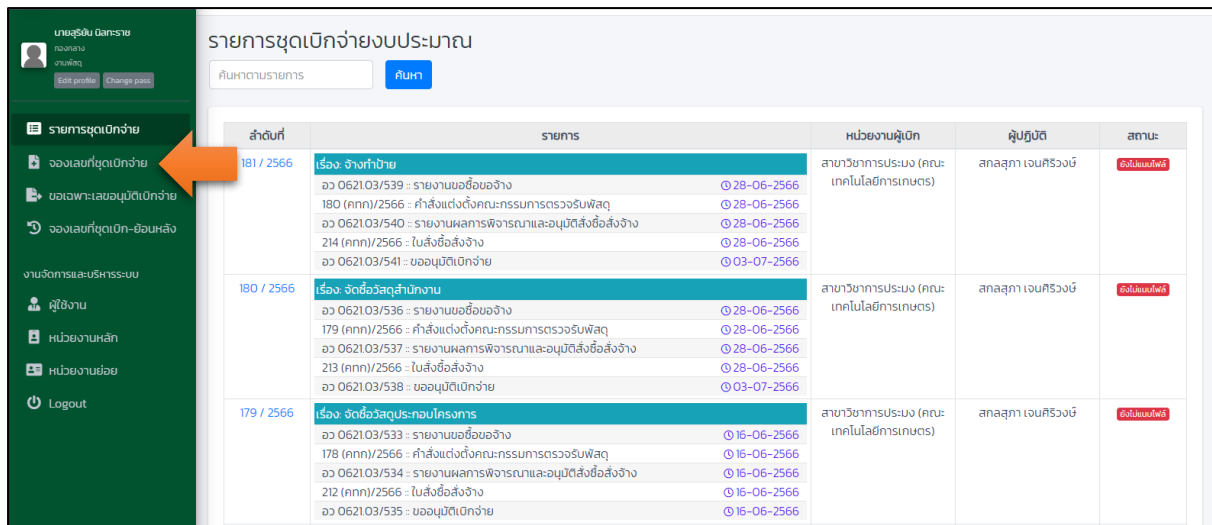 นายสุริยัน นิลทะราช
กองกลาง
งานพัสดุ
Edit profile Change pass
รายการชุดเบิกจ่าย
จองเลขที่ชุดเบิกจ่าย
ขอเฉพาะเลขอนุมัติเบิกจ่าย
จองเลขที่ชุดเบิก-ย้อนหลัง
งานจัดการและบริหารระบบ
ผู้ใช้งาน
หน่วยงานหลัก
หน่วยงานย่อย
Logout
รายการชุดเบิกจ่ายงบประมาณ
ค้นหาตามรายการ ค้นหา
ลำดับที่ รายการ หน่วยงานผู้เบิก ผู้ปฏิบัติ สถานะ
181 / 2566 เรื่อง: จ้างทำป้าย สาขาวิชาการประมง (คณะ สกลสุภา เจนศิริวงษ์ ยังไม่แนบไฟล์
อว 0621.03/539 :: รายงานขอซื้อขอจ้าง 28-06-2566 เทคโนโลยีการเกษตร)
180 (คทก)/2566 :: คำสั่งแต่งตั้งคณะกรรมการตรวจรับพัสดุ 28-06-2566
อว 0621.03/540 :: รายงานผลการพิจารณาและอนุมัติสั่งซื้อสั่งจ้าง 28-06-2566
214 (คทก)/2566 :: ใบสั่งซื้อสั่งจ้าง 28-06-2566
อว 0621.03/541 :: ขออนุมัติเบิกจ่าย 03-07-2566
180 / 2566 เรื่อง: จัดซื้อวัสดุสำนักงาน สาขาวิชาการประมง (คณะ สกลสุภา เจนศิริวงษ์ ยังไม่แนบไฟล์
อว 0621.03/536 :: รายงานขอซื้อขอจ้าง 28-06-2566 เทคโนโลยีการเกษตร)
179 (คทก)/2566 :: คำสั่งแต่งตั้งคณะกรรมการตรวจรับพัสดุ 28-06-2566
อว 0621.03/537 :: รายงานผลการพิจารณาและอนุมัติสั่งซื้อสั่งจ้าง 28-06-2566
213 (คทก)/2566 :: ใบสั่งซื้อสั่งจ้าง 28-06-2566
อว 0621.03/538 :: ขออนุมัติเบิกจ่าย 03-07-2566
179 / 2566 เรื่อง: จัดซื้อวัสดุประกอบโครงการ สาขาวิชาการประมง (คณะ สกลสุภา เจนศิริวงษ์ ยังไม่แนบไฟล์
อว 0621.03/533 :: รายงานขอซื้อขอจ้าง 16-06-2566 เทคโนโลยีการเกษตร)
178 (คทก)/2566 :: คำสั่งแต่งตั้งคณะกรรมการตรวจรับพัสดุ 16-06-2566
อว 0621.03/534 :: รายงานผลการพิจารณาและอนุมัติสั่งซื้อสั่งจ้าง 16-06-2566
212 (คทก)/2566 :: ใบสั่งซื้อสั่งจ้าง 16-06-2566
อว 0621.03/535 :: ขออนุมัติเบิกจ่าย 16-06-2566